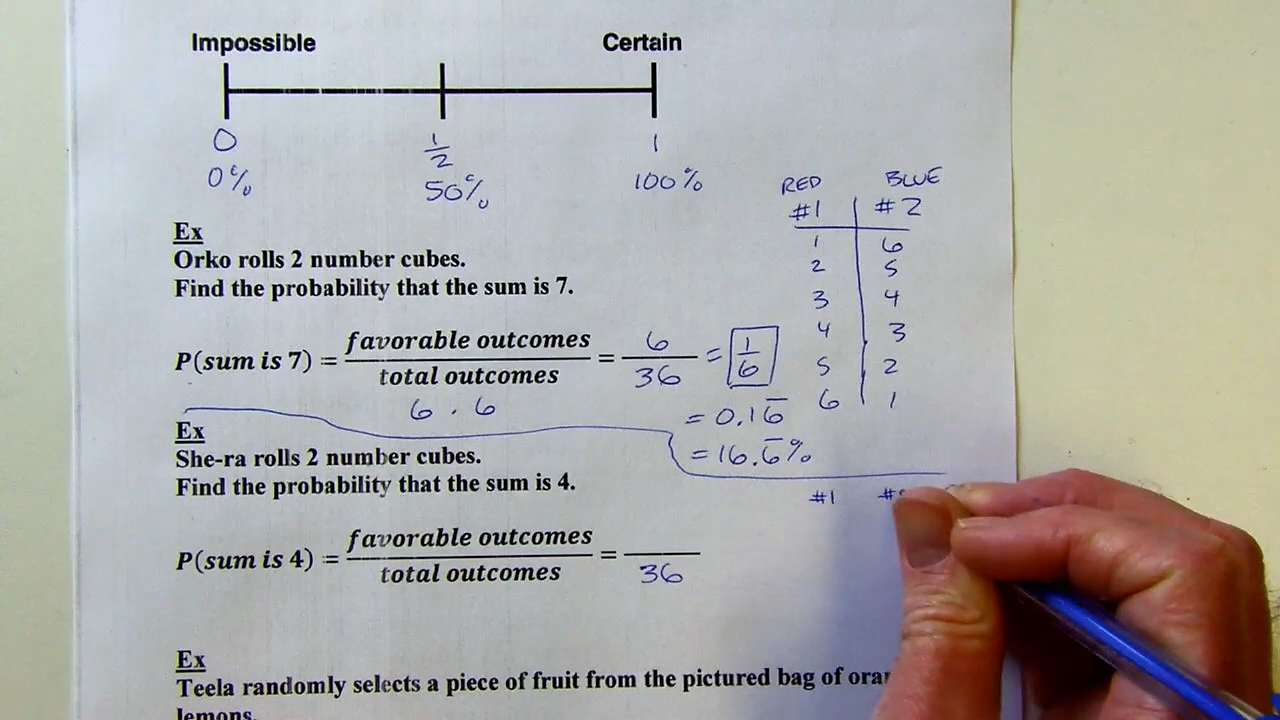 Impossible Certain
0 1/2 1
0% 50% 100%
RED BLUE
#1 #2
1 6
2 5
3 4
4 3
5 2
6 1
Ex
Orko rolls 2 number cubes.
Find the probability that the sum is 7.
P(sum is 7) = favorable outcomes / total outcomes = 6/36 = 1/6
6 . 6
= 0.16̅
= 16.6̅%
Ex
She-ra rolls 2 number cubes.
Find the probability that the sum is 4.
#1 #
P(sum is 4) = favorable outcomes / total outcomes = /36
Ex
Teela randomly selects a piece of fruit from the pictured bag of
lemons.